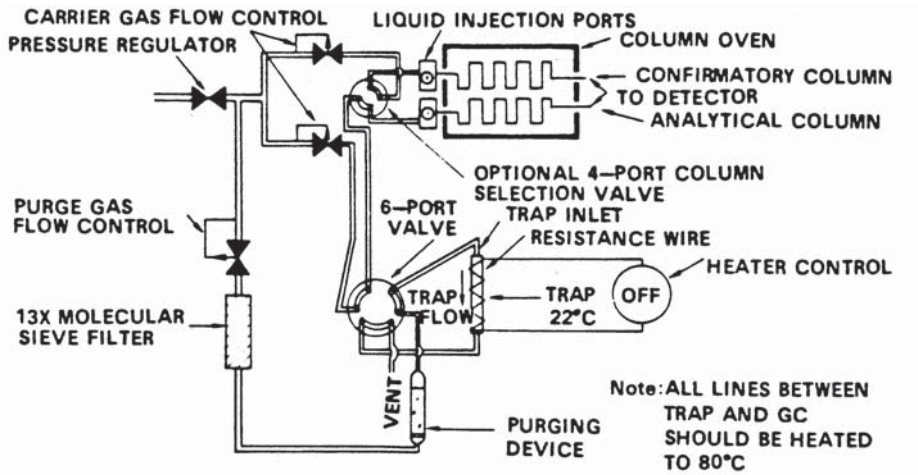 CARRIER GAS FLOW CONTROL
PRESSURE REGULATOR
LIQUID INJECTION PORTS
COLUMN OVEN
CONFIRMATORY COLUMN
TO DETECTOR
ANALYTICAL COLUMN
OPTIONAL 4-PORT COLUMN
SELECTION VALVE
PURGE GAS
FLOW CONTROL
6-PORT
VALVE
TRAP INLET
RESISTANCE WIRE
HEATER CONTROL
TRAP
FLOW
TRAP
22°C
OFF
13X MOLECULAR
SIEVE FILTER
VENT
PURGING
DEVICE
Note: ALL LINES BETWEEN
TRAP AND GC
SHOULD BE HEATED
TO 80°C